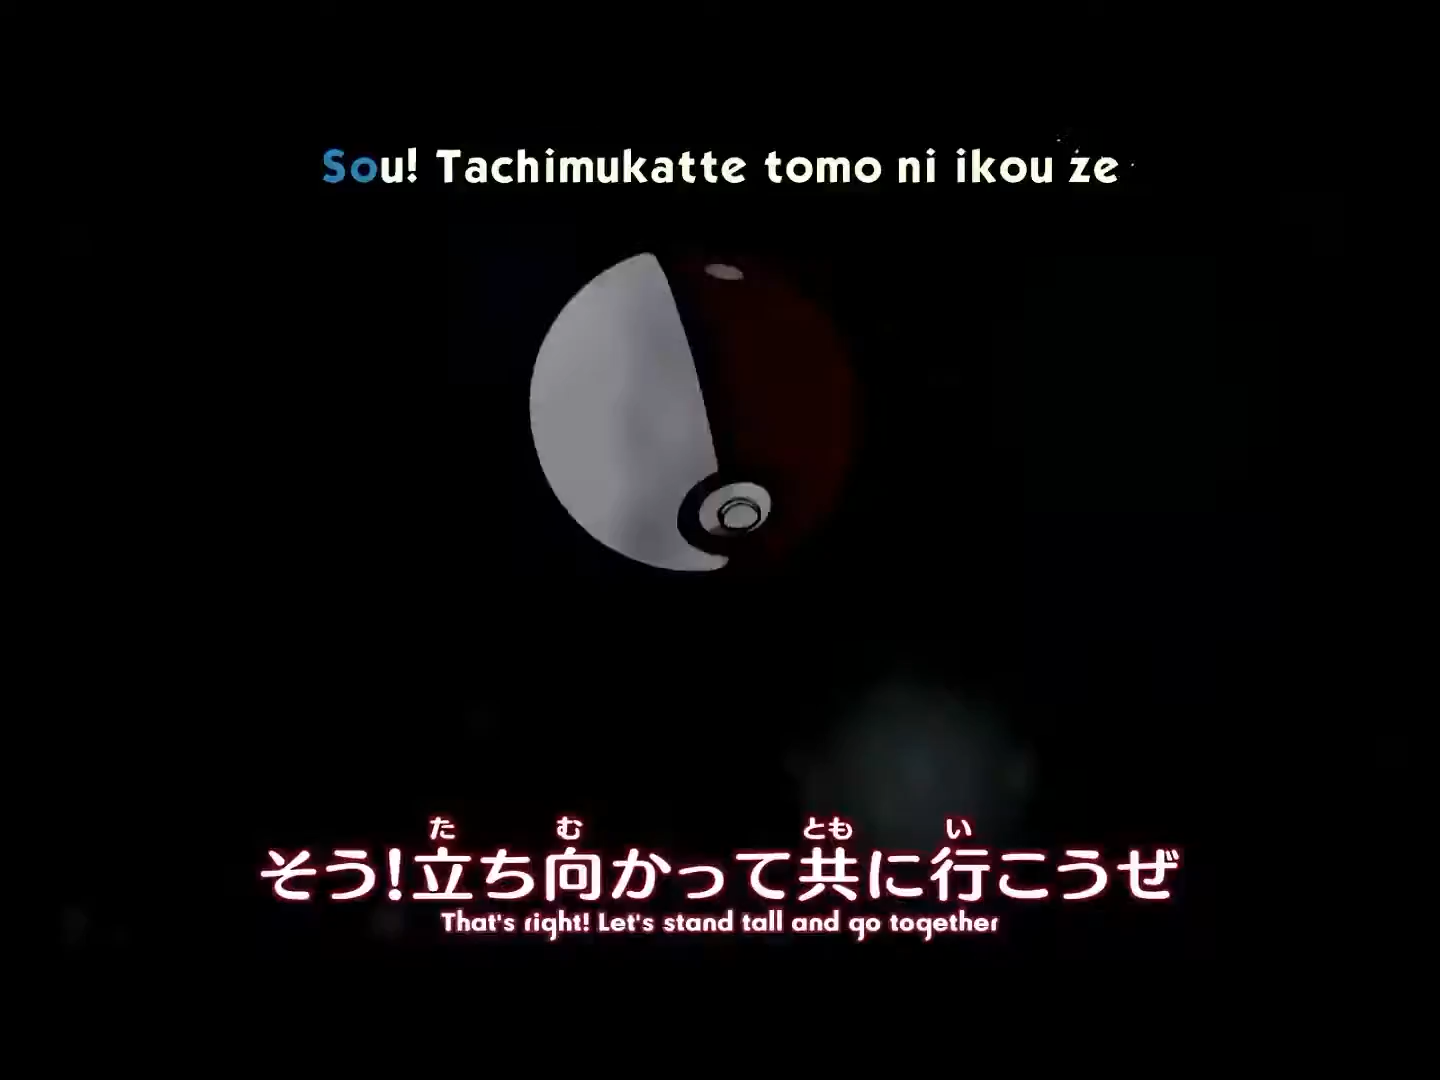 Sou! Tachimukatte tomo ni ikou ze
た む とも い
そう!立ち向かって共に行こうぜ
That's right! Let's stand tall and go together